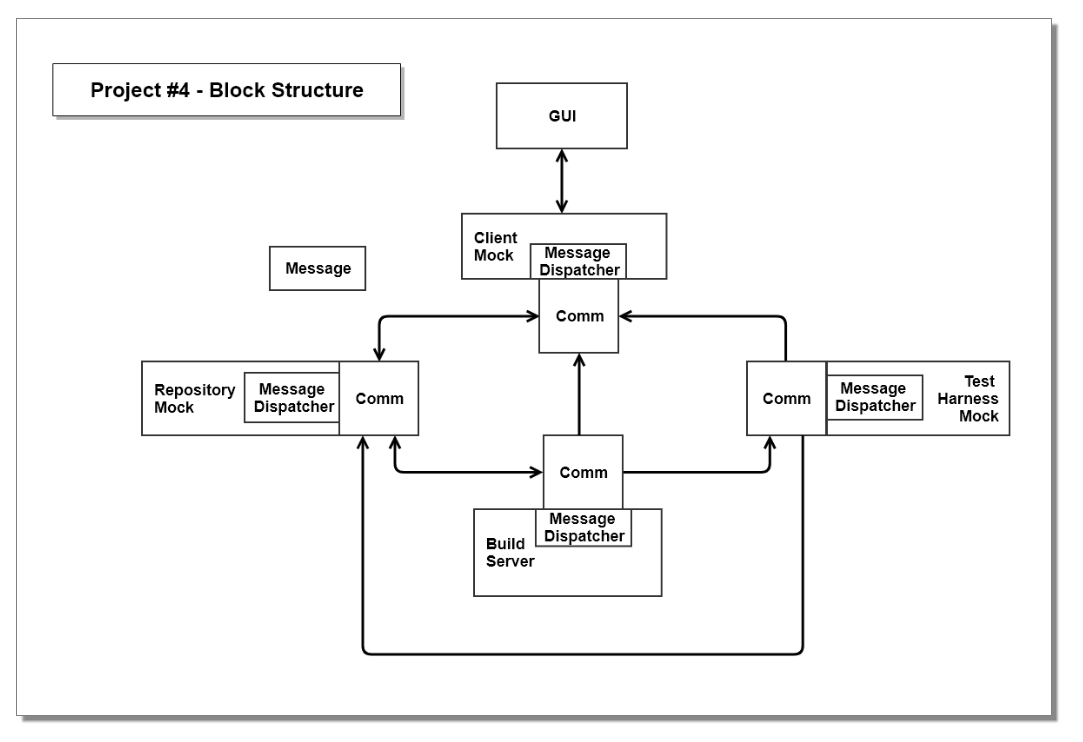 Project #4 - Block Structure
GUI
Client
Mock
Message
Dispatcher
Message
Comm
Repository
Mock
Message
Dispatcher
Comm
Comm
Message
Dispatcher
Test
Harness
Mock
Comm
Message
Dispatcher
Build
Server